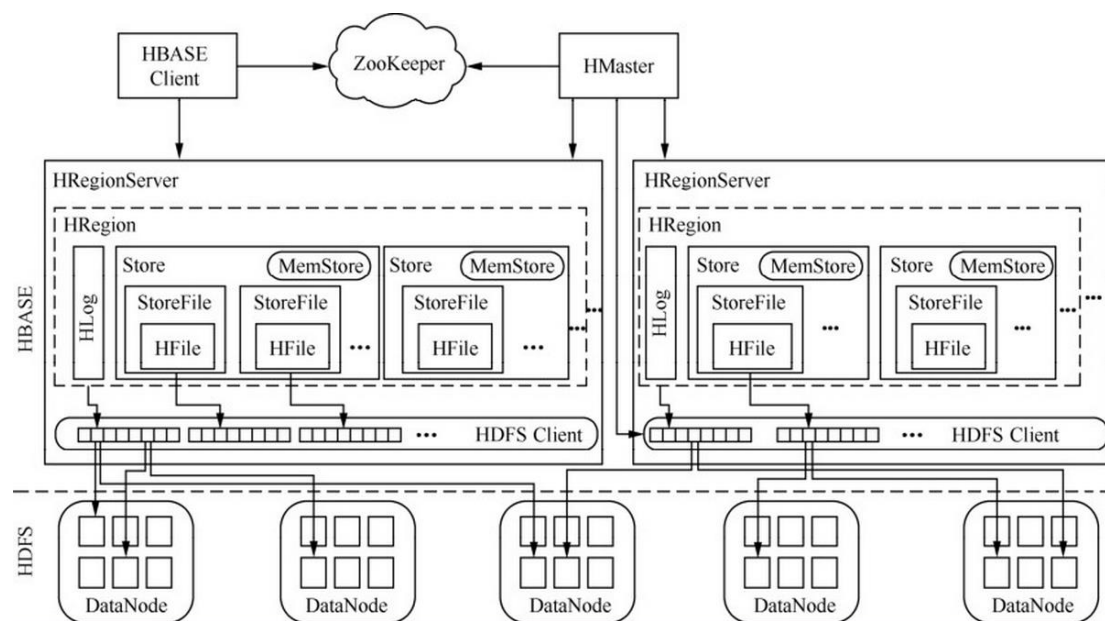 HBASE
Client
ZooKeeper
HMaster
HRegionServer
HRegionServer
HRegion
HRegion
HLog
Store
MemStore
Store
MemStore
HLog
Store
MemStore
Store
MemStore
StoreFile
StoreFile
StoreFile
StoreFile
StoreFile
HFile
HFile
HFile
HFile
HFile
...
...
...
...
...
...
...
...
HBASE
... HDFS Client
... HDFS Client
HDFS
DataNode
DataNode
DataNode
DataNode
DataNode